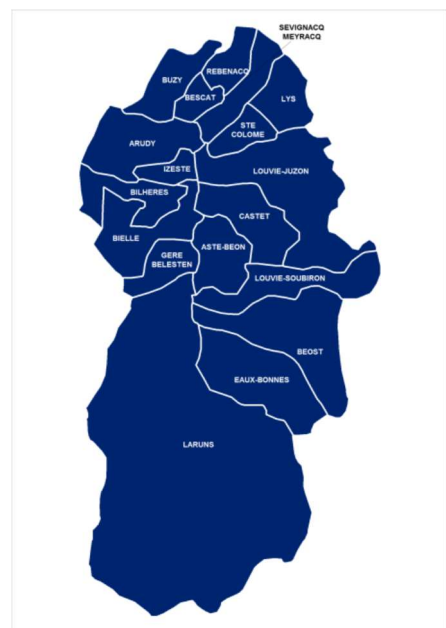 SEVIGNACQ
MEYRACQ
REBENACQ
BUZY
BESCAT
LYS
STE
COLOME
ARUDY
IZESTE
LOUVIE-JUZON
BILHERES
CASTET
BIELLE
ASTE-BEON
GERE
BELESTEN
LOUVIE-SOUBIRON
BEOST
EAUX-BONNES
LARUNS